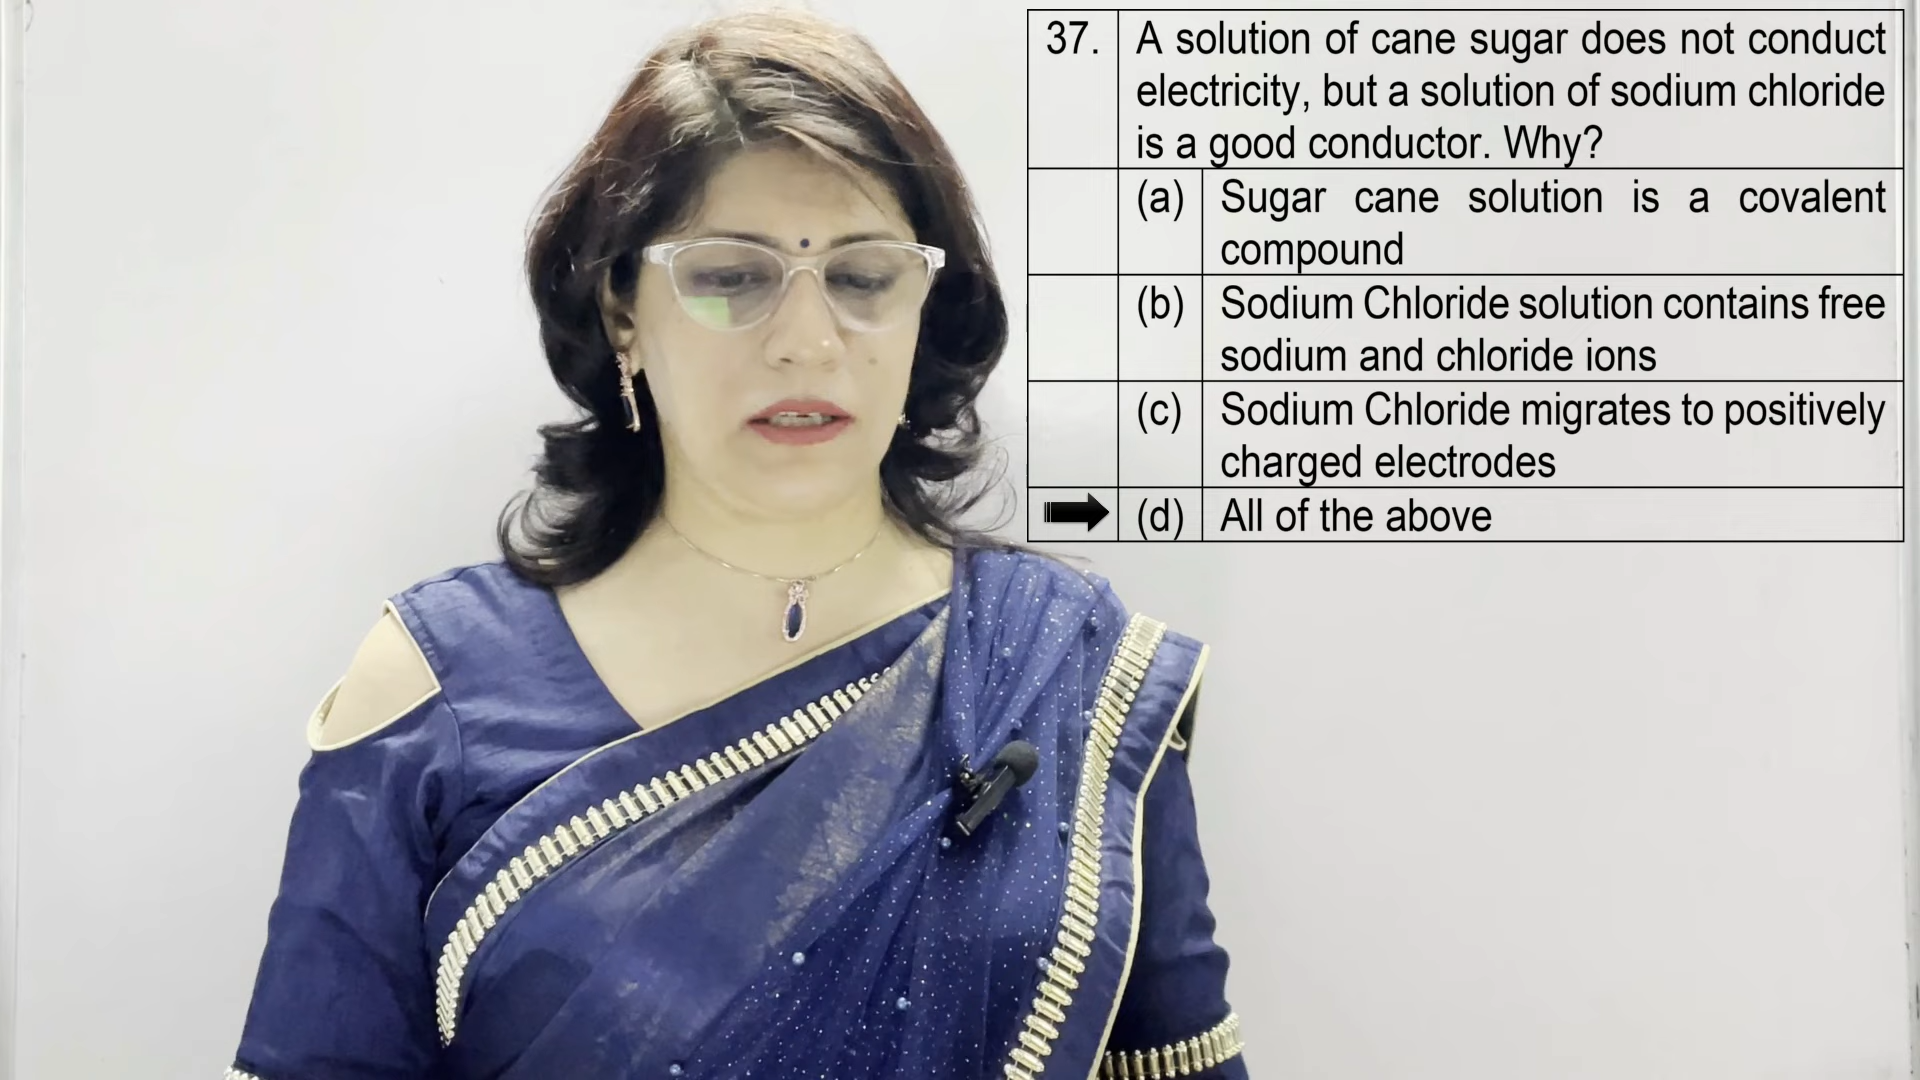 37. A solution of cane sugar does not conduct
electricity, but a solution of sodium chloride
is a good conductor. Why?
(a) Sugar cane solution is a covalent
compound
(b) Sodium Chloride solution contains free
sodium and chloride ions
(c) Sodium Chloride migrates to positively
charged electrodes
(d) All of the above